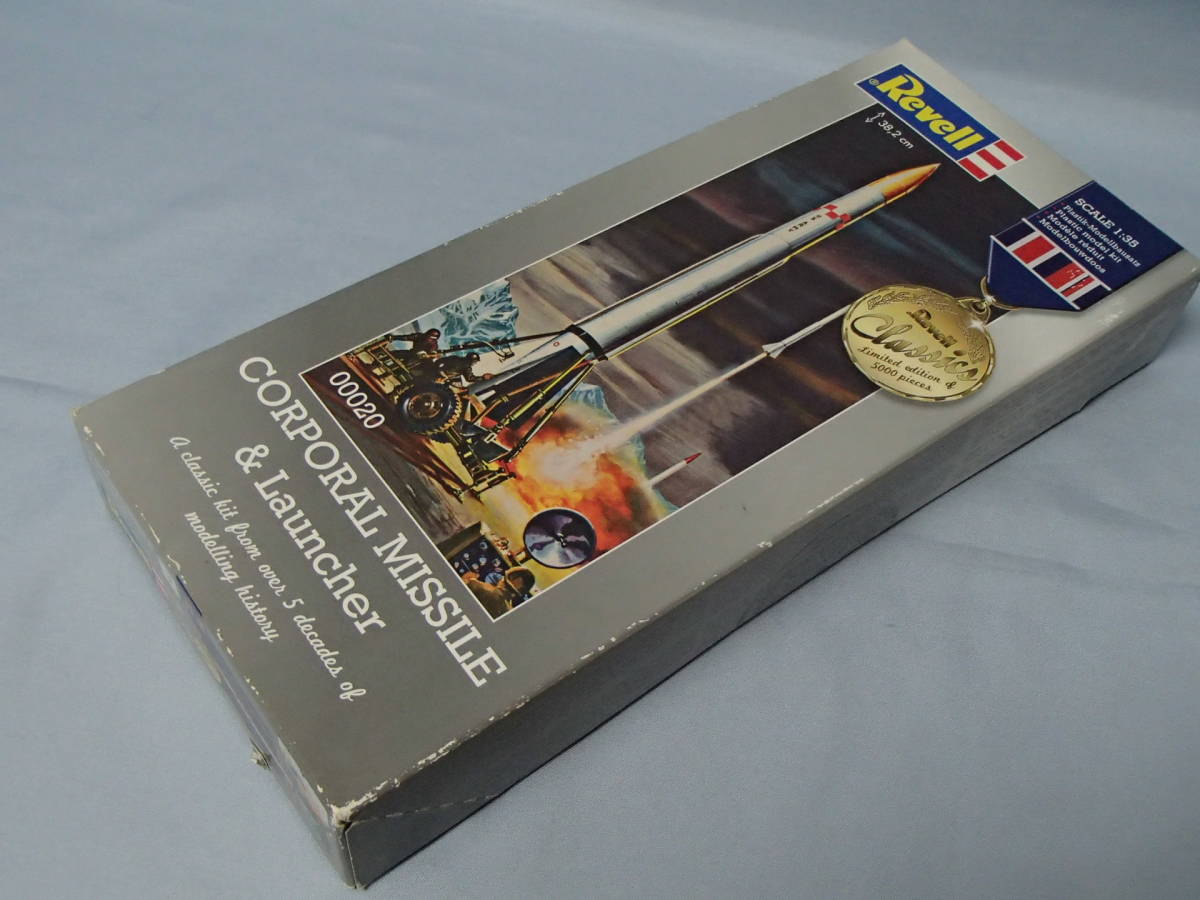 ® Revell
38,2 cm
SCALE 1:35
Plastik-Modellbausatz
Plastic model kit
Modèle réduit
Modelbouwdoos
Revell
Classics
Limited edition of
5000 pieces
00020
CORPORAL MISSILE
& Launcher
A classic kit from over 5 decades of
modelling history